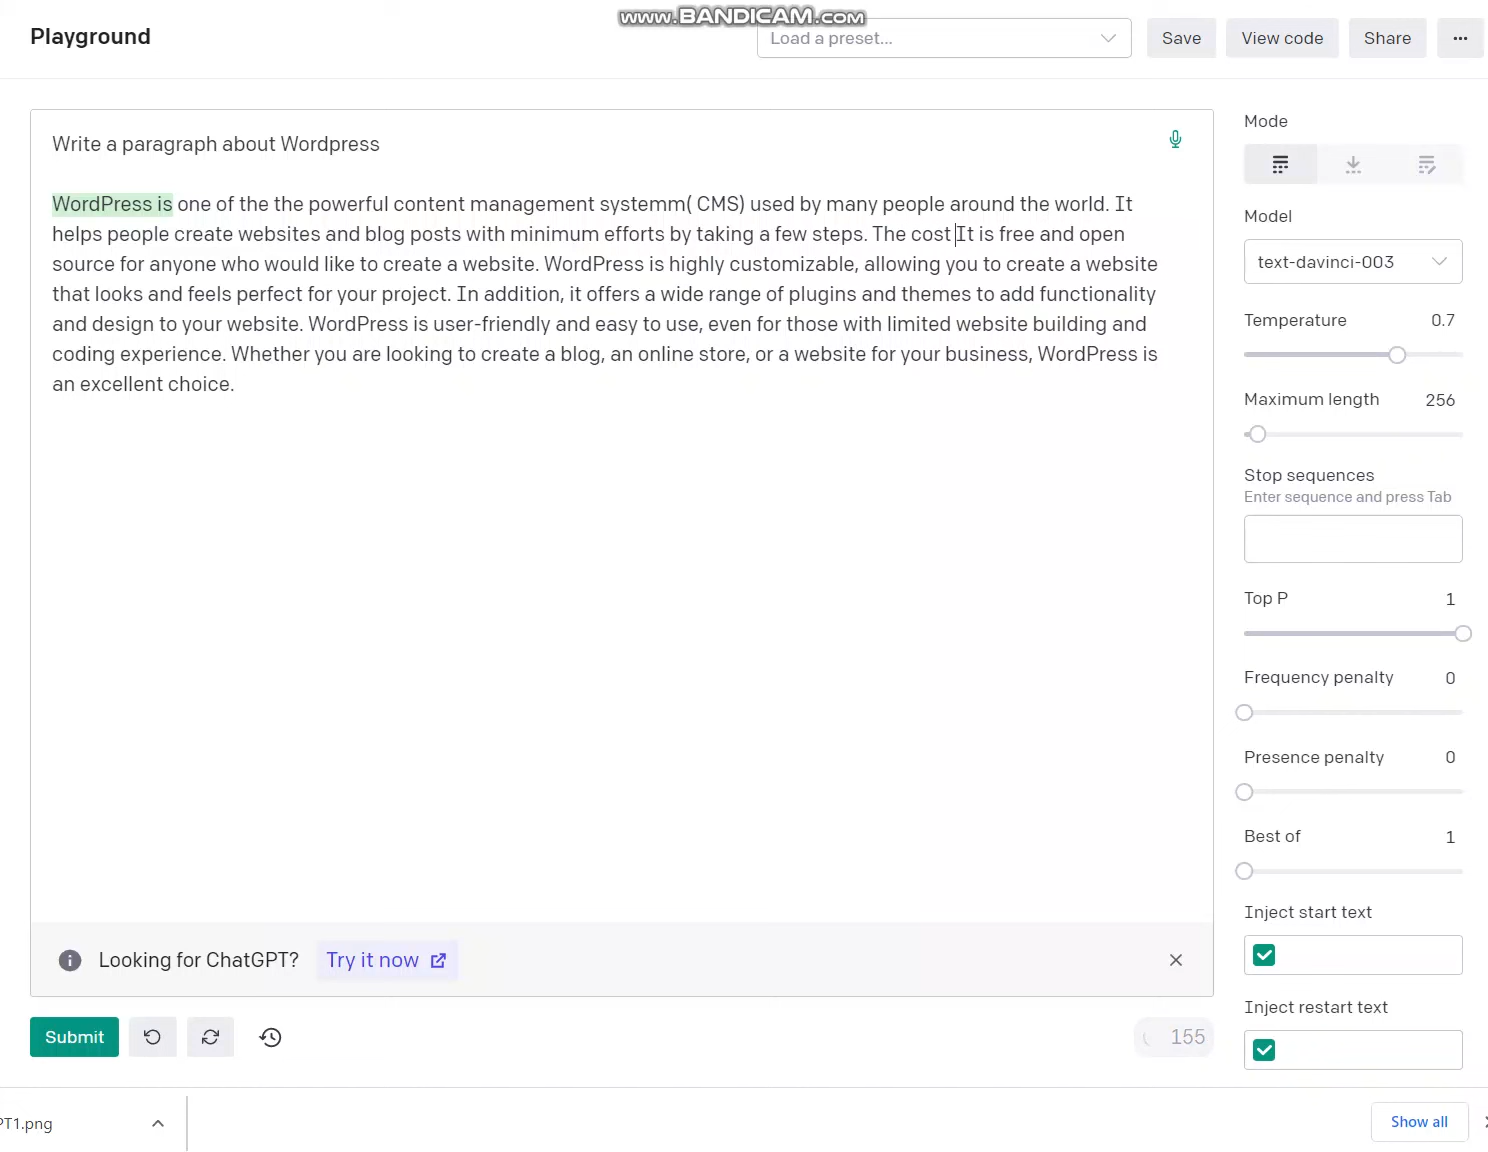 www.BANDICAM.com
Playground
Load a preset...
Save
View code
Share
Write a paragraph about Wordpress
WordPress is one of the the powerful content management systemm( CMS) used by many people around the world. It
helps people create websites and blog posts with minimum efforts by taking a few steps. The cost It is free and open
source for anyone who would like to create a website. WordPress is highly customizable, allowing you to create a website
that looks and feels perfect for your project. In addition, it offers a wide range of plugins and themes to add functionality
and design to your website. WordPress is user-friendly and easy to use, even for those with limited website building and
coding experience. Whether you are looking to create a blog, an online store, or a website for your business, WordPress is
an excellent choice.
Looking for ChatGPT?
Try it now
Submit
155
Mode
Model
text-davinci-003
Temperature 0.7
Maximum length 256
Stop sequences
Enter sequence and press Tab
Top P 1
Frequency penalty 0
Presence penalty 0
Best of 1
Inject start text
Inject restart text
PT1.png
Show all